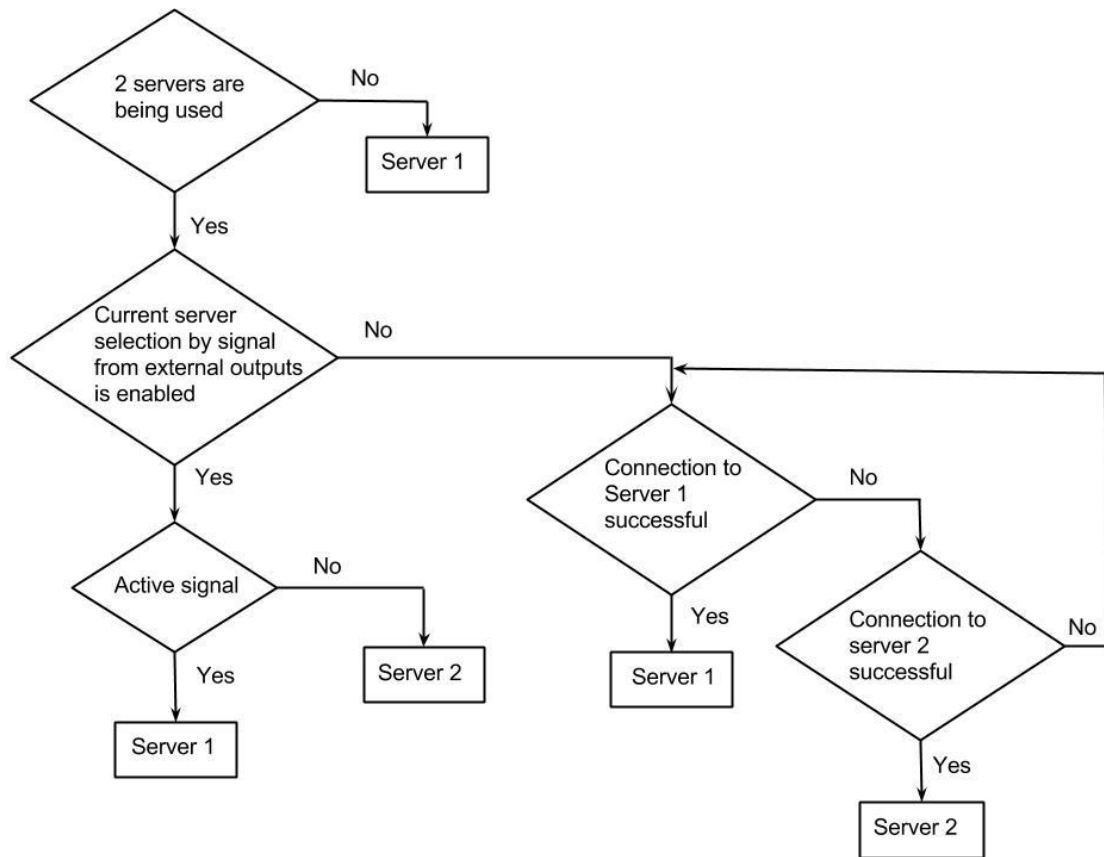 2 servers are
being used
No
Server 1
Yes
Current server
selection by signal
from external outputs
is enabled
No
Yes
Connection to
Server 1
successful
No
Active signal
No
Yes
Server 2
Yes
Server 1
Connection to
server 2
successful
No
Server 1
Yes
Server 2